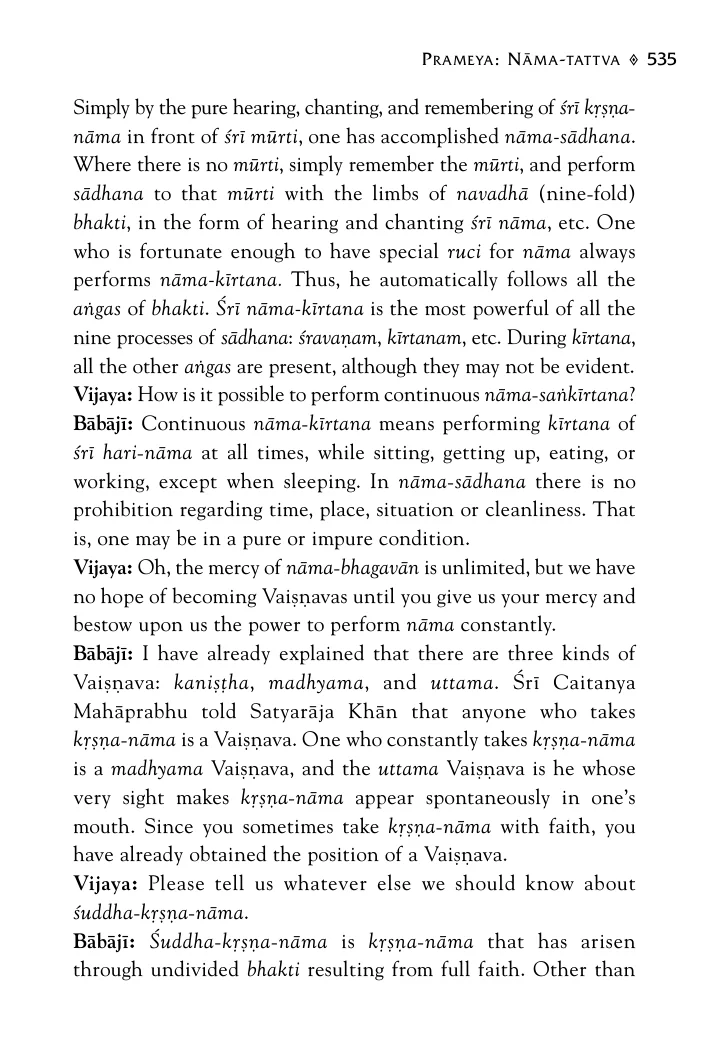 PRAMEYA: NĀMA-TATTVA ◊ 535
Simply by the pure hearing, chanting, and remembering of śrī kṛṣṇa-
nāma in front of śrī mūrti, one has accomplished nāma-sādhana.
Where there is no mūrti, simply remember the mūrti, and perform
sādhana to that mūrti with the limbs of navadhā (nine-fold)
bhakti, in the form of hearing and chanting śrī nāma, etc. One
who is fortunate enough to have special ruci for nāma always
performs nāma-kīrtana. Thus, he automatically follows all the
aṅgas of bhakti. Śrī nāma-kīrtana is the most powerful of all the
nine processes of sādhana: śravaṇam, kīrtanam, etc. During kīrtana,
all the other aṅgas are present, although they may not be evident.
Vijaya: How is it possible to perform continuous nāma-saṅkīrtana?
Bābājī: Continuous nāma-kīrtana means performing kīrtana of
śrī hari-nāma at all times, while sitting, getting up, eating, or
working, except when sleeping. In nāma-sādhana there is no
prohibition regarding time, place, situation or cleanliness. That
is, one may be in a pure or impure condition.
Vijaya: Oh, the mercy of nāma-bhagavān is unlimited, but we have
no hope of becoming Vaiṣṇavas until you give us your mercy and
bestow upon us the power to perform nāma constantly.
Bābājī: I have already explained that there are three kinds of
Vaiṣṇava: kaniṣṭha, madhyama, and uttama. Śrī Caitanya
Mahāprabhu told Satyarāja Khān that anyone who takes
kṛṣṇa-nāma is a Vaiṣṇava. One who constantly takes kṛṣṇa-nāma
is a madhyama Vaiṣṇava, and the uttama Vaiṣṇava is he whose
very sight makes kṛṣṇa-nāma appear spontaneously in one's
mouth. Since you sometimes take kṛṣṇa-nāma with faith, you
have already obtained the position of a Vaiṣṇava.
Vijaya: Please tell us whatever else we should know about
śuddha-kṛṣṇa-nāma.
Bābājī: Śuddha-kṛṣṇa-nāma is kṛṣṇa-nāma that has arisen
through undivided bhakti resulting from full faith. Other than